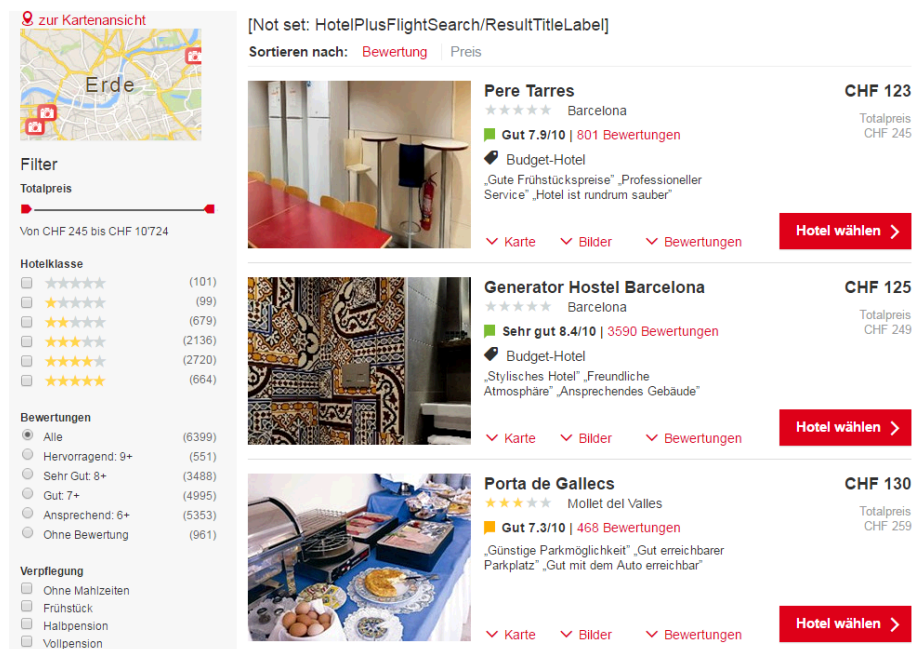 zur Kartenansicht
Erde
Filter
Totalpreis
Von CHF 245 bis CHF 10'724
Hotelklasse
(101)
(99)
(679)
(2136)
(2720)
(664)
Bewertungen
Alle (6399)
Hervorragend: 9+ (551)
Sehr Gut: 8+ (3488)
Gut: 7+ (4995)
Ansprechend: 6+ (5353)
Ohne Bewertung (961)
Verpflegung
Ohne Mahlzeiten
Frühstück
Halbpension
Vollpension
[Not set: HotelPlusFlightSearch/ResultTitleLabel]
Sortieren nach: Bewertung Preis
Pere Tarres CHF 123
Barcelona Totalpreis
Gut 7.9/10 | 801 Bewertungen CHF 245
Budget-Hotel
„Gute Frühstückspreise” „Professioneller
Service” „Hotel ist rundrum sauber”
Karte Bilder Bewertungen Hotel wählen
Generator Hostel Barcelona CHF 125
Barcelona Totalpreis
Sehr gut 8.4/10 | 3590 Bewertungen CHF 249
Budget-Hotel
„Stylisches Hotel” „Freundliche
Atmosphäre” „Ansprechendes Gebäude”
Karte Bilder Bewertungen Hotel wählen
Porta de Gallecs CHF 130
Mollet del Valles Totalpreis
Gut 7.3/10 | 468 Bewertungen CHF 259
„Günstige Parkmöglichkeit” „Gut erreichbarer
Parkplatz” „Gut mit dem Auto erreichbar”
Karte Bilder Bewertungen Hotel wählen